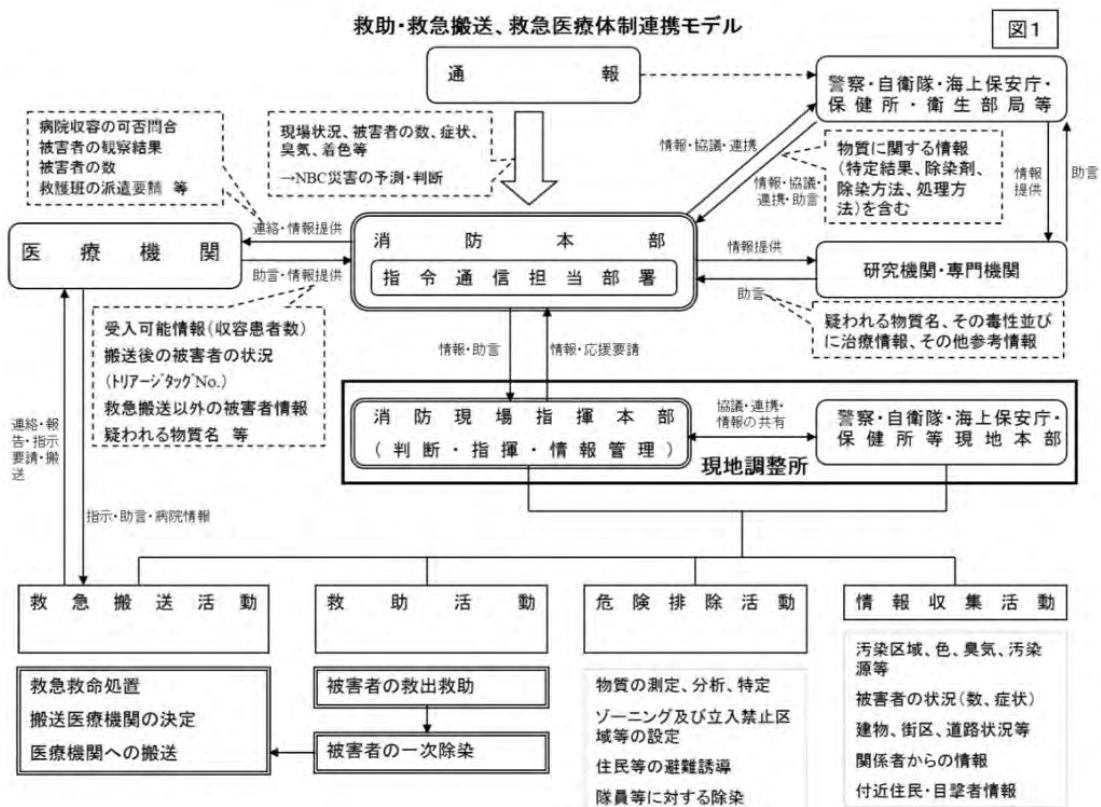 救助・救急搬送、救急医療体制連携モデル
図1
通報
警察・自衛隊・海上保安庁・
保健所・衛生部局等
病院収容の可否問合
被害者の観察結果
被害者の数
救護班の派遣要請 等
現場状況、被害者の数、症状、
臭気、着色等
→NBC災害の予測・判断
情報・協議・連携
物質に関する情報
(特定結果、除染剤、
除染方法、処理方
法)を含む
情報・協議・
連携・助言
情報
提供
助言
連絡・情報提供
医療機関
助言・情報提供
消防本部
指令通信担当部署
情報提供
助言
研究機関・専門機関
疑われる物質名、その毒性並び
に治療情報、その他参考情報
受入可能情報(収容患者数)
搬送後の被害者の状況
(トリアージタッグNo.)
救急搬送以外の被害者情報
疑われる物質名 等
情報・助言
情報・応援要請
消防現場指揮本部
(判断・指揮・情報管理)
協議・連携・
情報の共有
警察・自衛隊・海上保安庁・
保健所等現地本部
現地調整所
連絡・報
告・指示
要請・搬
送
指示・助言・病院情報
救急搬送活動
救助活動
危険排除活動
情報収集活動
救急救命処置
搬送医療機関の決定
医療機関への搬送
被害者の救出救助
被害者の一次除染
物質の測定、分析、特定
ゾーニング及び立入禁止区
域等の設定
住民等の避難誘導
隊員等に対する除染
汚染区域、色、臭気、汚染
源等
被害者の状況(数、症状)
建物、街区、道路状況等
関係者からの情報
付近住民・目撃者情報